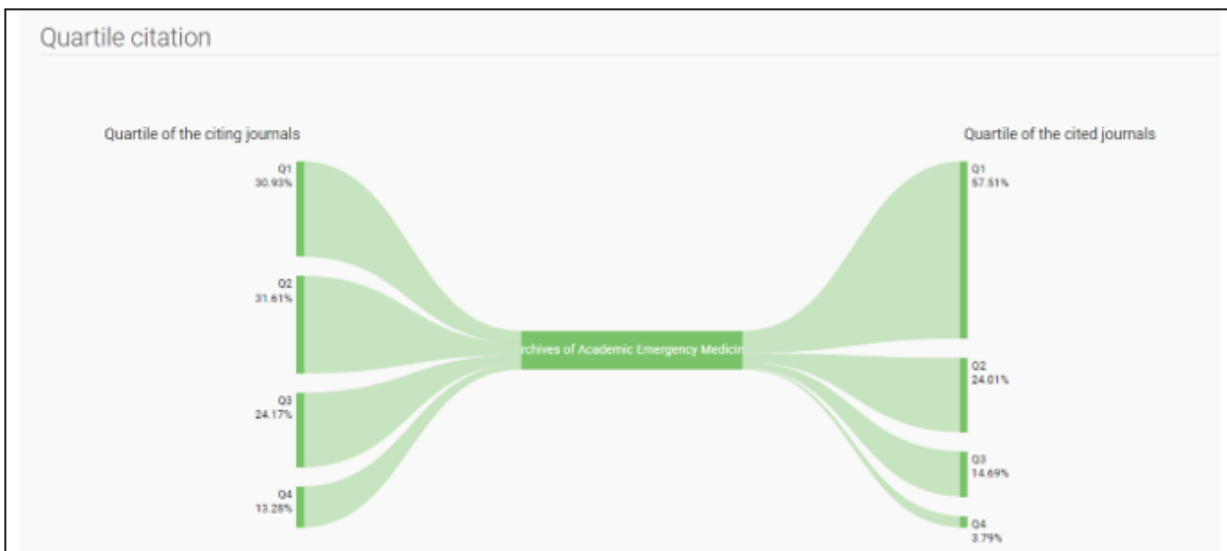 Quartile citation
Quartile of the citing journals
Quartile of the cited journals
Q1
30.93%
Q2
31.61%
Q3
24.17%
Q4
13.28%
rchives of Academic Emergency Medicin
Q1
57.51%
Q2
24.01%
Q3
14.69%
Q4
3.79%